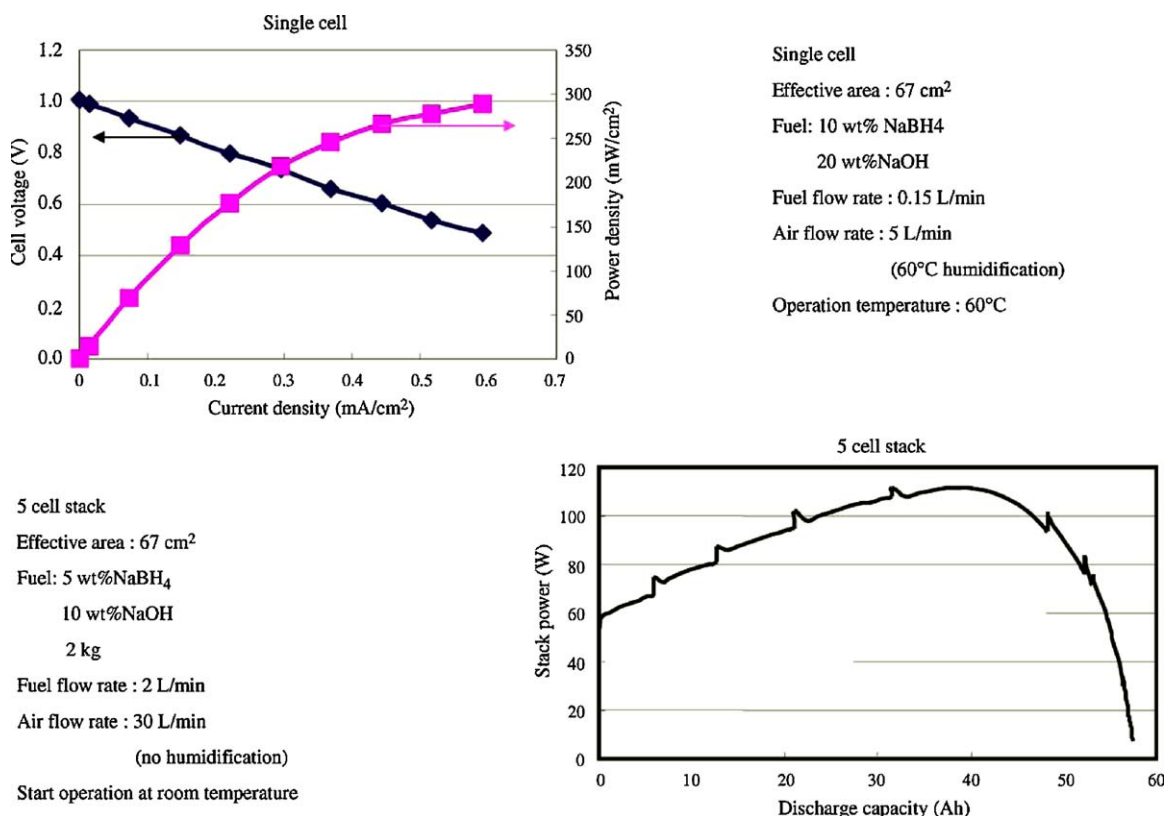 Single cell
1.2
1.0
0.8
0.6
0.4
0.2
0.0
Cell voltage (V)
350
300
250
200
150
100
50
0
Power density (mW/cm²)
0
0.1
0.2
0.3
0.4
0.5
0.6
0.7
Current density (mA/cm²)
Single cell
Effective area : 67 cm²
Fuel: 10 wt% NaBH4
20 wt%NaOH
Fuel flow rate : 0.15 L/min
Air flow rate : 5 L/min
(60°C humidification)
Operation temperature : 60°C
5 cell stack
Effective area : 67 cm²
Fuel: 5 wt%NaBH₄
10 wt%NaOH
2 kg
Fuel flow rate : 2 L/min
Air flow rate : 30 L/min
(no humidification)
Start operation at room temperature
5 cell stack
120
100
80
60
40
20
0
Stack power (W)
0
10
20
30
40
50
60
Discharge capacity (Ah)